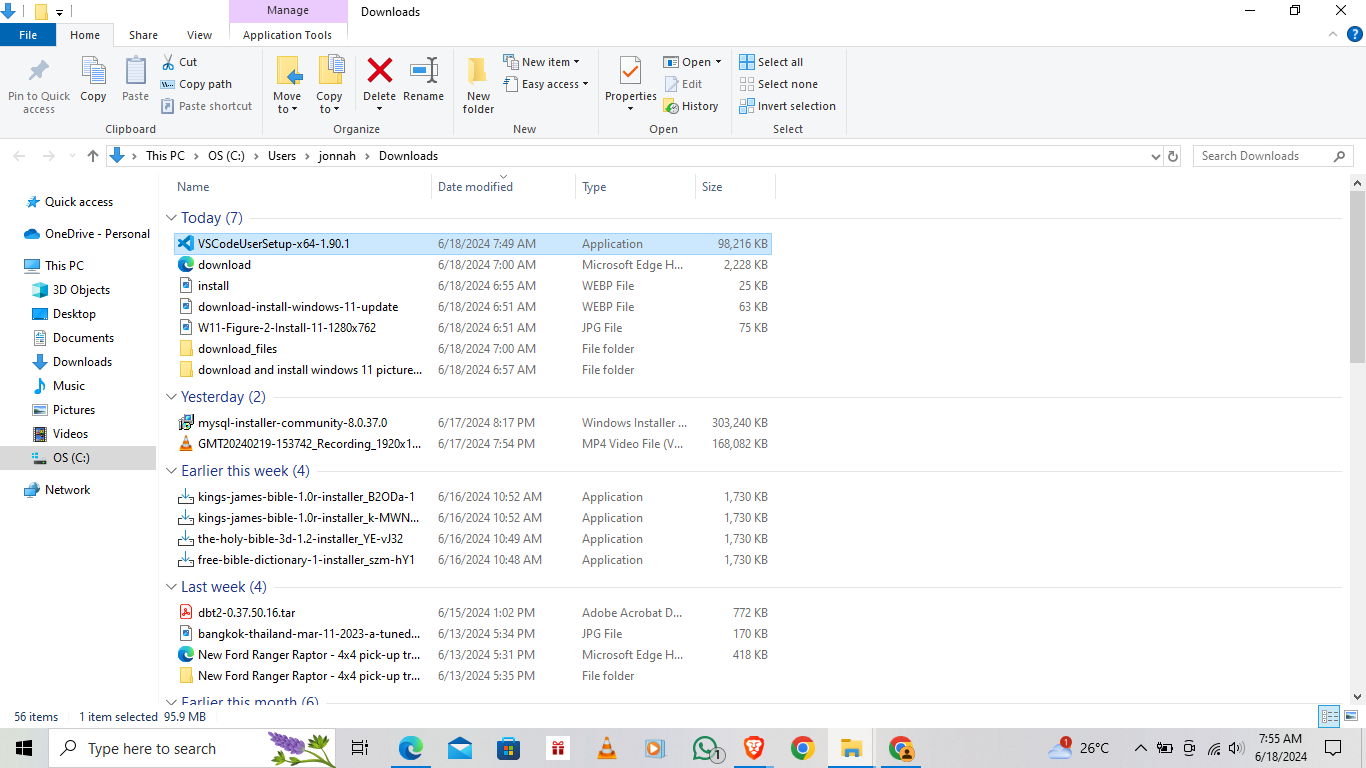 Manage
Downloads
File
Home
Share
View
Application Tools
Pin to Quick access
Copy
Paste
Cut
Copy path
Paste shortcut
Clipboard
Move to
Copy to
Delete
Rename
Organize
New folder
New item
Easy access
New
Properties
Open
Edit
History
Open
Select all
Select none
Invert selection
Select
This PC > OS (C:) > Users > jonnah > Downloads
Search Downloads
Quick access
OneDrive - Personal
This PC
3D Objects
Desktop
Documents
Downloads
Music
Pictures
Videos
OS (C:)
Network
Name Date modified Type Size
Today (7)
VSCodeUserSetup-x64-1.90.1 6/18/2024 7:49 AM Application 98,216 KB
download 6/18/2024 7:00 AM Microsoft Edge H... 2,228 KB
install 6/18/2024 6:55 AM WEBP File 25 KB
download-install-windows-11-update 6/18/2024 6:51 AM WEBP File 63 KB
W11-Figure-2-Install-11-1280x762 6/18/2024 6:51 AM JPG File 75 KB
download_files 6/18/2024 7:00 AM File folder
download and install windows 11 picture... 6/18/2024 6:57 AM File folder
Yesterday (2)
mysql-installer-community-8.0.37.0 6/17/2024 8:17 PM Windows Installer ... 303,240 KB
GMT20240219-153742_Recording_1920x1... 6/17/2024 7:54 PM MP4 Video File (V... 168,082 KB
Earlier this week (4)
kings-james-bible-1.0r-installer_B2ODa-1 6/16/2024 10:52 AM Application 1,730 KB
kings-james-bible-1.0r-installer_k-MWN... 6/16/2024 10:52 AM Application 1,730 KB
the-holy-bible-3d-1.2-installer_YE-vJ32 6/16/2024 10:49 AM Application 1,730 KB
free-bible-dictionary-1-installer_szm-hY1 6/16/2024 10:48 AM Application 1,730 KB
Last week (4)
dbt2-0.37.50.16.tar 6/15/2024 1:02 PM Adobe Acrobat D... 772 KB
bangkok-thailand-mar-11-2023-a-tuned... 6/13/2024 5:34 PM JPG File 170 KB
New Ford Ranger Raptor - 4x4 pick-up tr... 6/13/2024 5:31 PM Microsoft Edge H... 418 KB
New Ford Ranger Raptor - 4x4 pick-up tr... 6/13/2024 5:35 PM File folder
Earlier this month (6)
56 items 1 item selected 95.9 MB
Type here to search
1
1
26°C
7:55 AM
6/18/2024